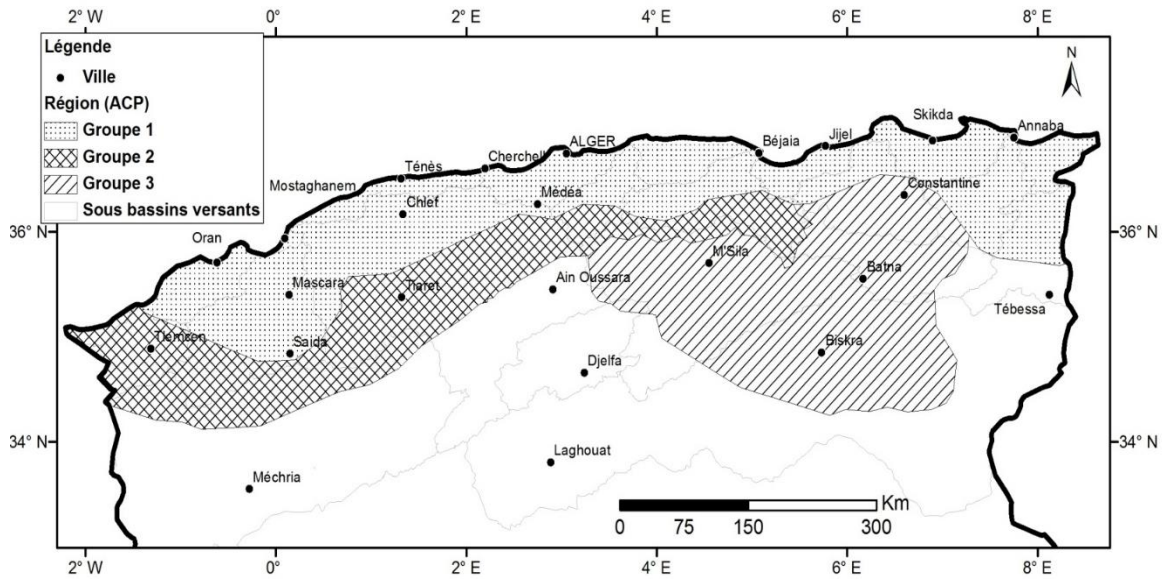 2° W 0° 2° E 4° E 6° E 8° E
Légende
Ville
Région (ACP)
Groupe 1
Groupe 2
Groupe 3
Sous bassins versants
N
Skikda
Annaba
Jijel
Béjaia
ALGER
Cherchell
Ténès
Constantine
Mostaghanem
Médéa
Chlef
36° N 36° N
Oran
M'Sila
Batna
Ain Oussara
Mascara
Tiaret
Tébessa
Tlemcen
Saida
Biskra
Djelfa
34° N 34° N
Laghouat
Méchria
Km
0 75 150 300
2° W 0° 2° E 4° E 6° E 8° E